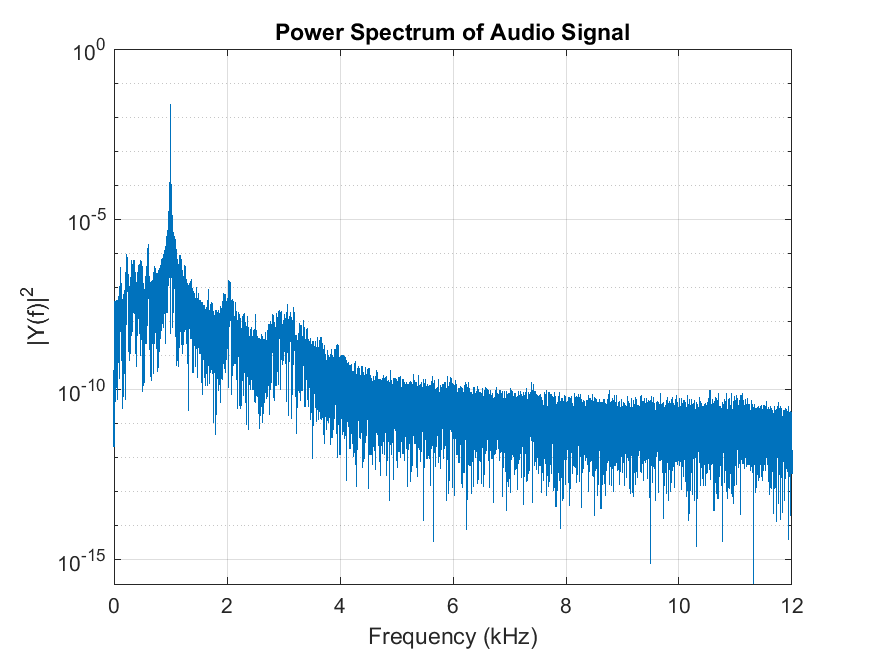 Power Spectrum of Audio Signal
10^0
10^-5
10^-10
10^-15
|Y(f)|^2
0 2 4 6 8 10 12
Frequency (kHz)